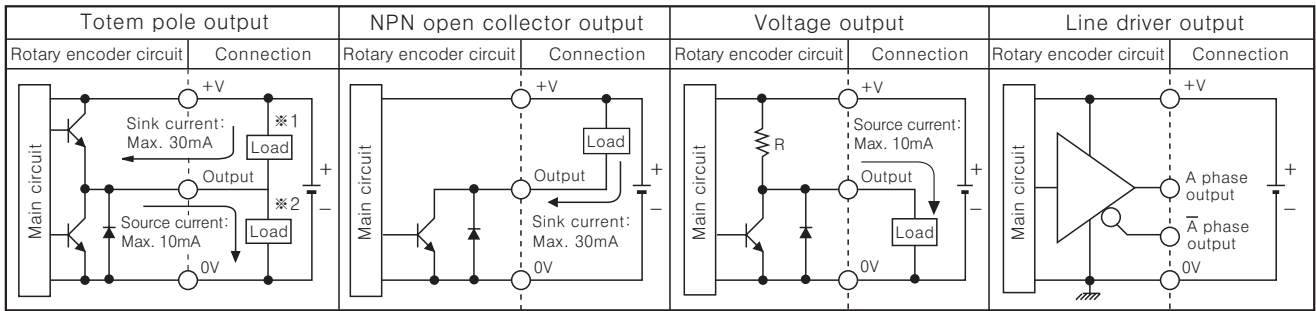 Totem pole output
Rotary encoder circuit Connection
Main circuit
+V
Sink current:
Max. 30mA
※1
Load
Output
※2
Source current:
Max. 10mA
Load
+
−
0V
NPN open collector output
Rotary encoder circuit Connection
Main circuit
+V
Load
Output
Sink current:
Max. 30mA
+
−
0V
Voltage output
Rotary encoder circuit Connection
Main circuit
+V
R
Source current:
Max. 10mA
Output
Load
+
−
0V
Line driver output
Rotary encoder circuit Connection
Main circuit
+V
A phase
output
A̅ phase
output
+
−
0V